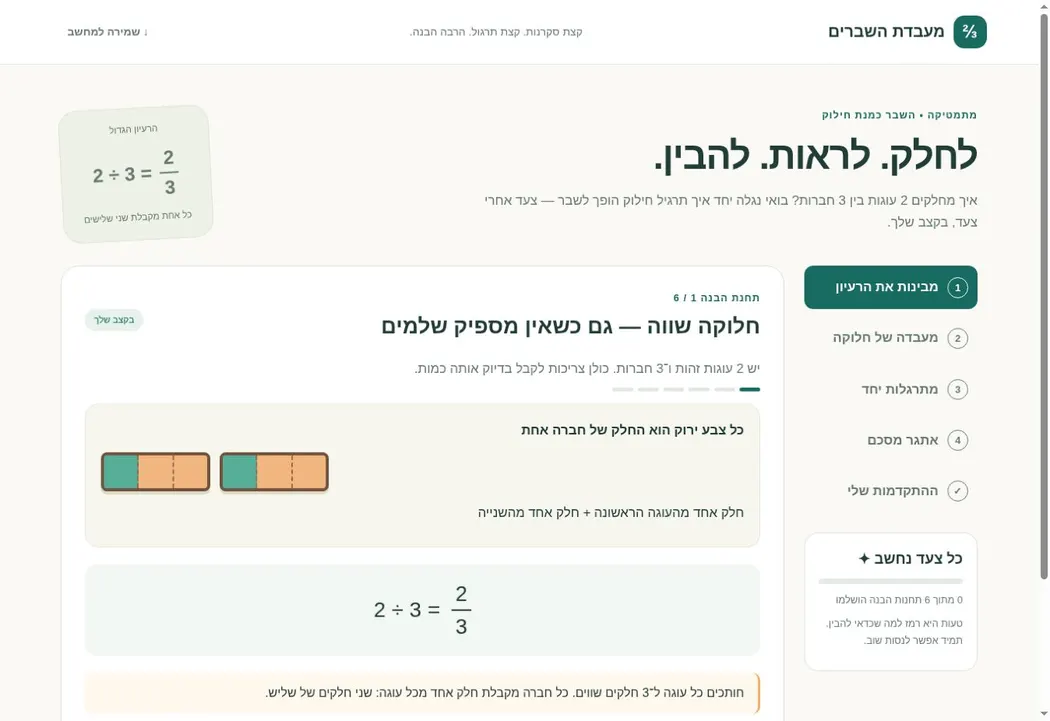 ⅔ מעבדת השברים
קצת סקרנות. קצת תרגול. הרבה הבנה.
↓ שמירה למחשב
מתמטיקה • השבר כמנת חילוק
לחלק. לראות. להבין.
איך מחלקים 2 עוגות בין 3 חברות? בואי נגלה יחד איך תרגיל חילוק הופך לשבר — צעד אחרי
צעד, בקצב שלך.
הרעיון הגדול
2 ÷ 3 = 2/3
כל אחת מקבלת שני שלישים
1 מבינות את הרעיון
2 מעבדה של חלוקה
3 מתרגלות יחד
4 אתגר מסכם
✓ ההתקדמות שלי
כל צעד נחשב ✦
0 מתוך 6 תחנות הבנה הושלמו
טעות היא רמז למה שכדאי להבין.
תמיד אפשר לנסות שוב.
תחנת הבנה 1 / 6
חלוקה שווה — גם כשאין מספיק שלמים
בקצב שלך
יש 2 עוגות זהות ו־3 חברות. כולן צריכות לקבל בדיוק אותה כמות.
כל צבע ירוק הוא החלק של חברה אחת
חלק אחד מהעוגה הראשונה + חלק אחד מהשנייה
2 ÷ 3 = 2/3
חותכים כל עוגה ל־3 חלקים שווים. כל חברה מקבלת חלק אחד מכל עוגה: שני חלקים של שליש.